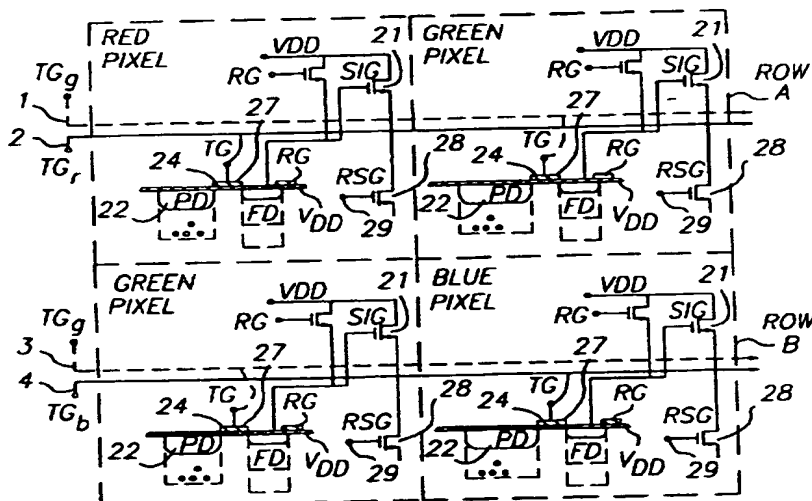 RED PIXEL
VDD
21
GREEN PIXEL
VDD
21
TGg
RG
SIG
RG
SIG
ROW A
1
27
27
2
TGr
24
TG
RG
RSG
28
24
TG
RG
RSG
28
22
PD
FD
VDD
29
22
PD
FD
VDD
29
GREEN PIXEL
VDD
21
BLUE PIXEL
VDD
21
TGg
RG
SIG
RG
SIG
ROW B
3
27
27
4
TGb
24
TG
RG
RSG
28
24
TG
RG
RSG
28
22
PD
FD
VDD
29
22
PD
FD
VDD
29